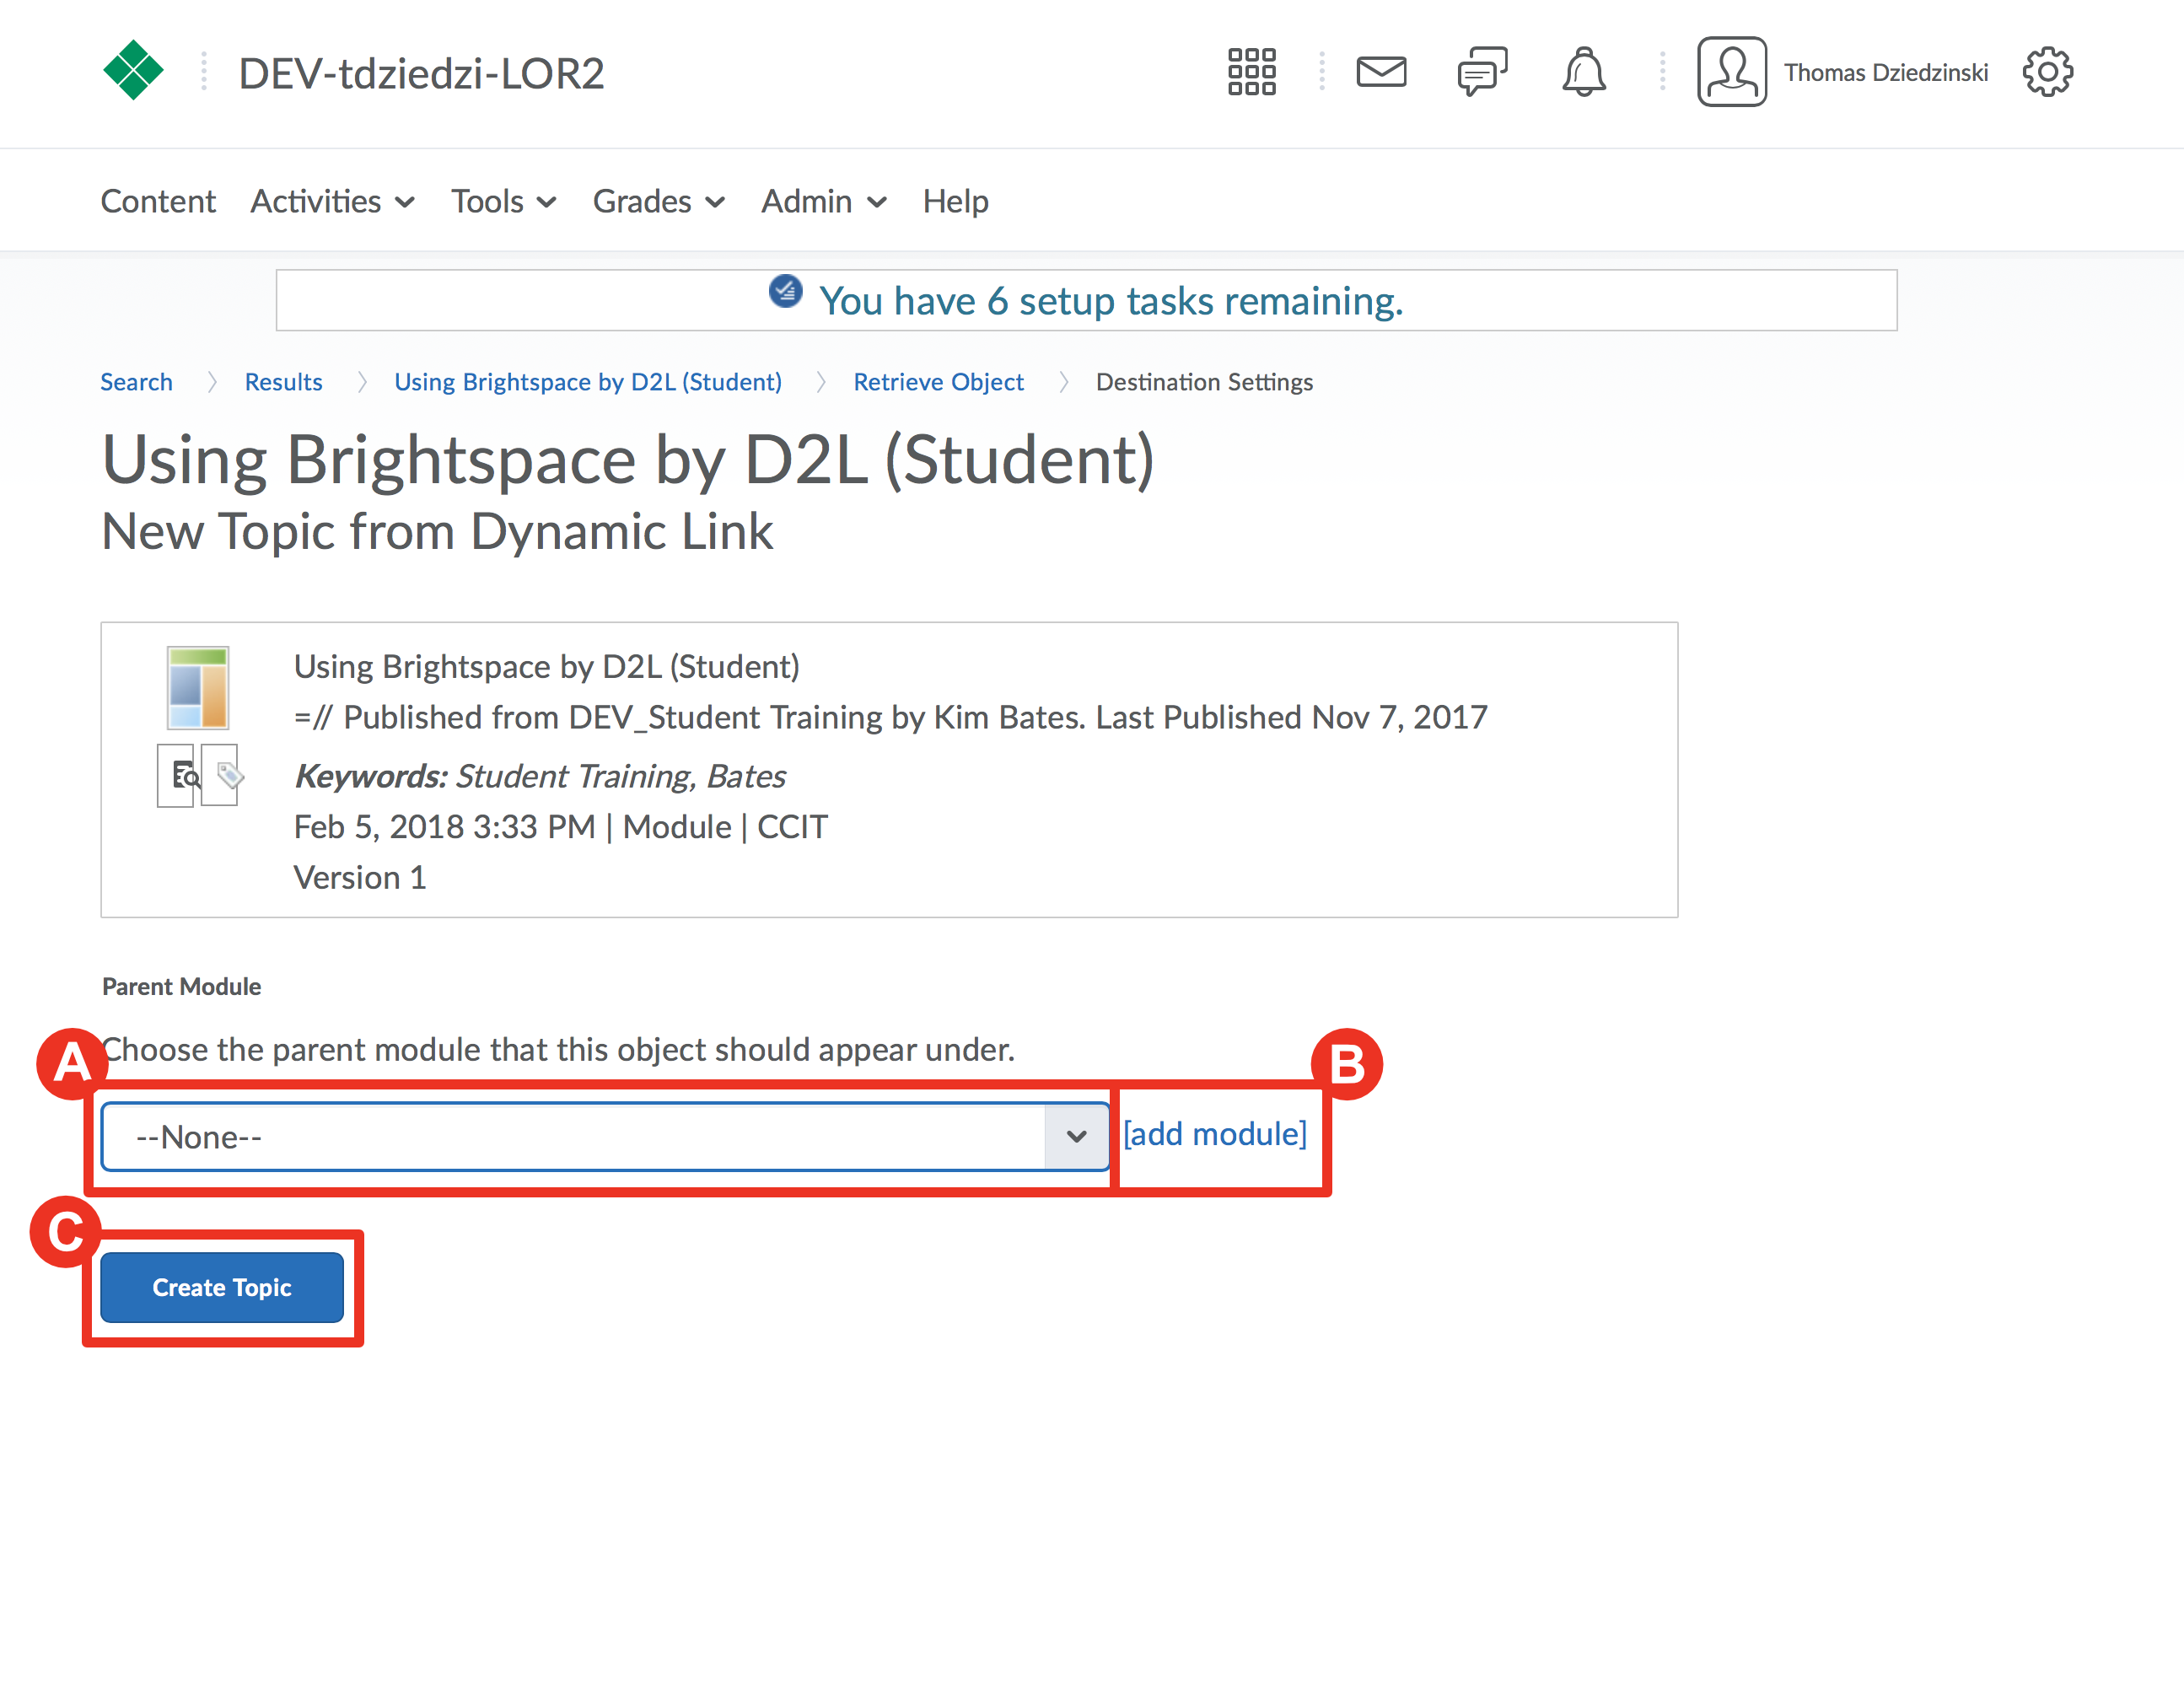 DEV-tdziedzi-LOR2
Thomas Dziedzinski
Content Activities Tools Grades Admin Help
You have 6 setup tasks remaining.
Search Results Using Brightspace by D2L (Student) Retrieve Object Destination Settings
Using Brightspace by D2L (Student)
New Topic from Dynamic Link
Using Brightspace by D2L (Student)
=// Published from DEV_Student Training by Kim Bates. Last Published Nov 7, 2017
Keywords: Student Training, Bates
Feb 5, 2018 3:33 PM | Module | CCIT
Version 1
Parent Module
A
Choose the parent module that this object should appear under.
B
--None--
[add module]
C
Create Topic